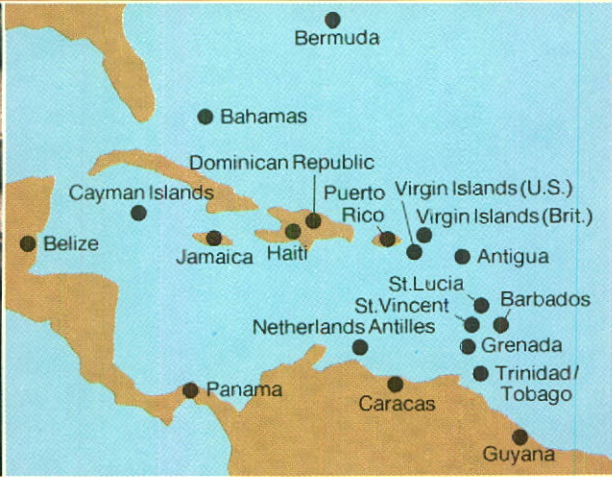 Bermuda
Bahamas
Dominican Republic
Cayman Islands
Puerto
Rico
Virgin Islands (U.S.)
Virgin Islands (Brit.)
Belize
Jamaica
Haiti
Antigua
St.Lucia
St.Vincent
Barbados
Netherlands Antilles
Grenada
Trinidad/
Tobago
Panama
Caracas
Guyana